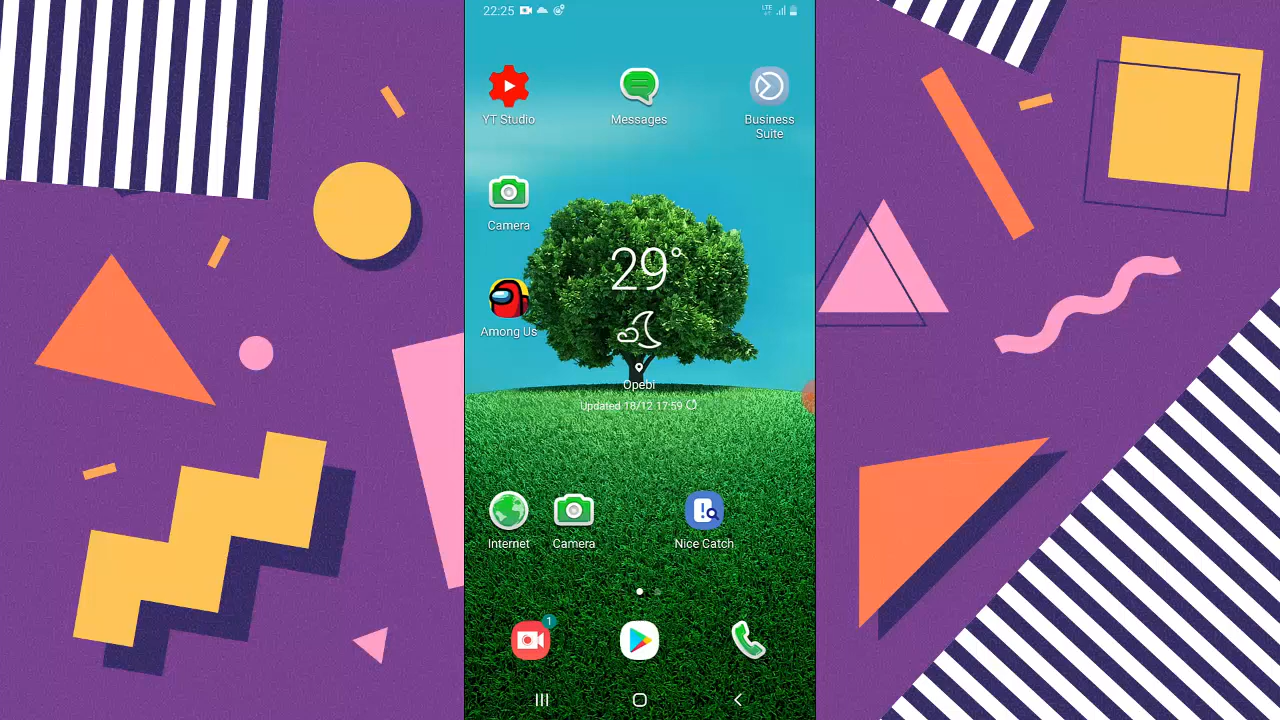 22:25
LTE
YT Studio
Messages
Business
Suite
Camera
29°
Among Us
Opebi
Updated 18/12 17:59
Internet
Camera
Nice Catch
1